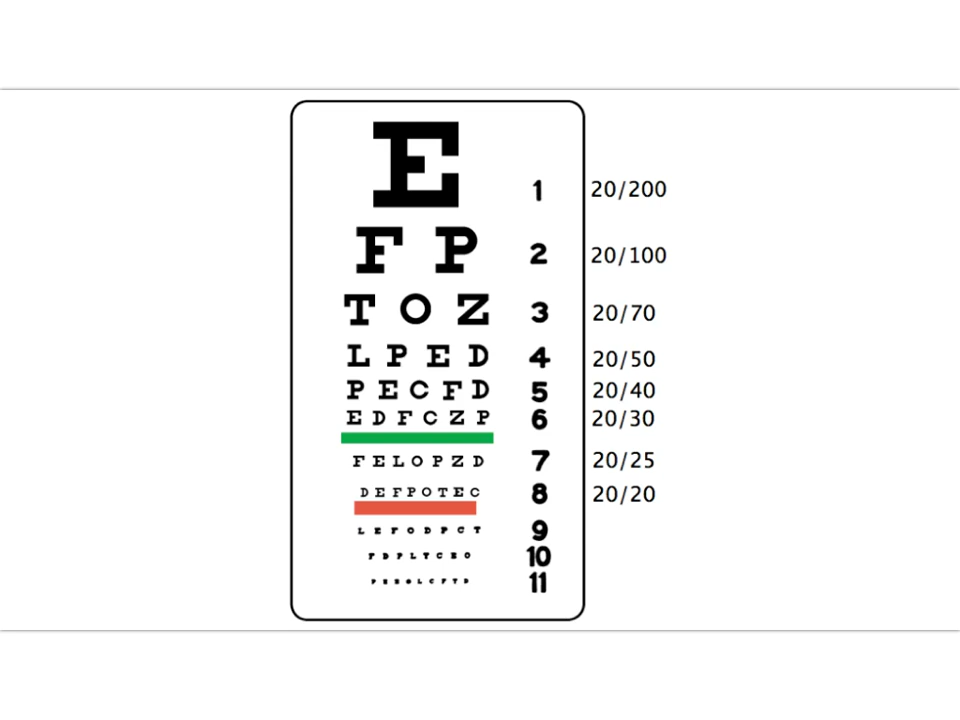 E 1 20/200
F P 2 20/100
T O Z 3 20/70
L P E D 4 20/50
P E C F D 5 20/40
E D F C Z P 6 20/30
F E L O P Z D 7 20/25
D E F P O T E C 8 20/20
L E F O D P C T 9
F D P L T C E O 10
11